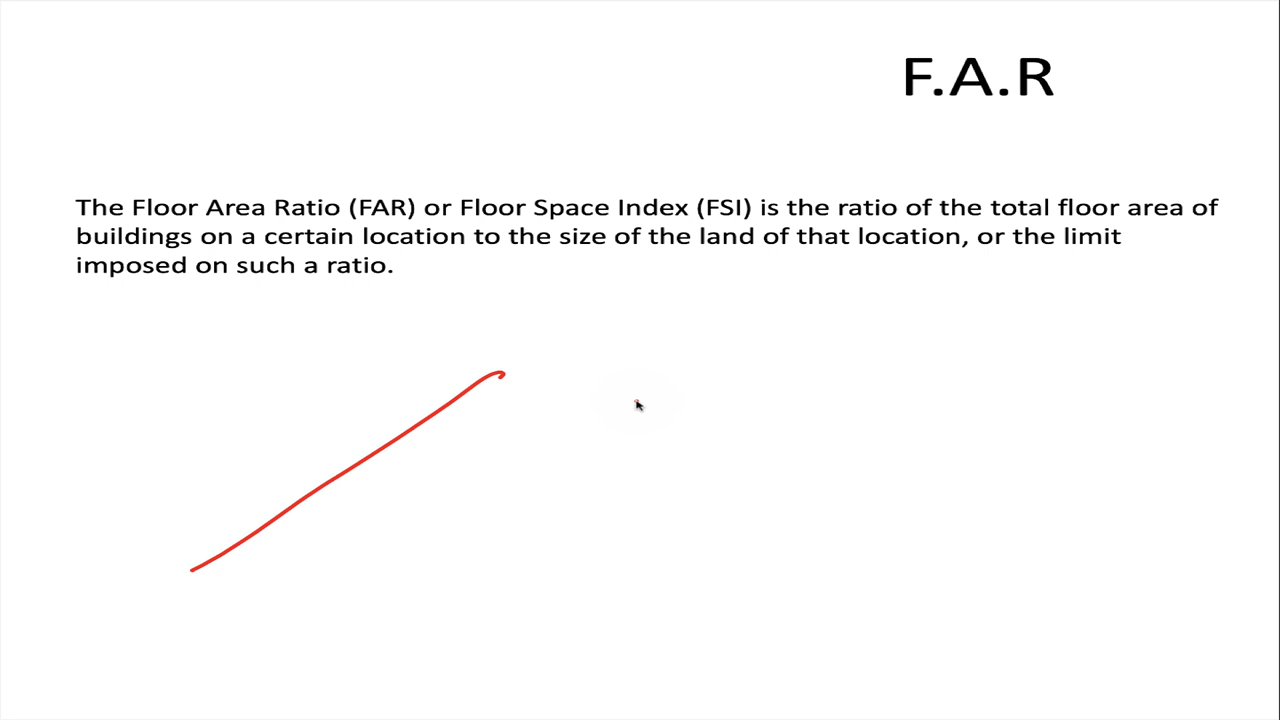 F.A.R
The Floor Area Ratio (FAR) or Floor Space Index (FSI) is the ratio of the total floor area of
buildings on a certain location to the size of the land of that location, or the limit
imposed on such a ratio.